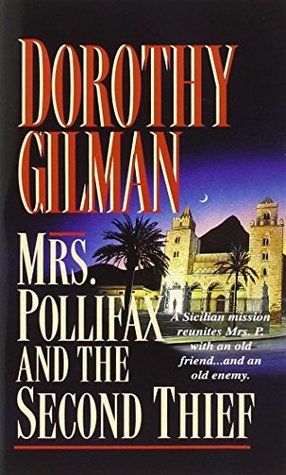 DOROTHY
GILMAN
MRS.
POLLIFAX
AND THE
SECOND THIEF
A Sicilian mission
reunites Mrs. P.
with an old
friend...and an
old enemy.